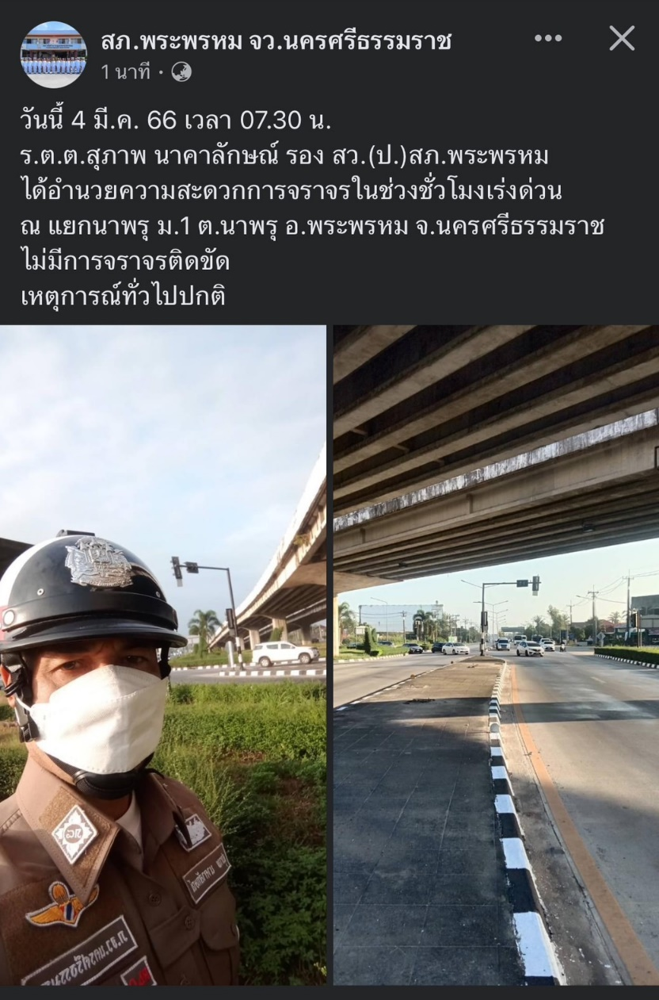 สภ.พระพรหม จว.นครศรีธรรมราช
1 นาที ·
วันนี้ 4 มี.ค. 66 เวลา 07.30 น.
ร.ต.ต.สุภาพ นาคาลักษณ์ รอง สว.(ป.)สภ.พระพรหม
ได้อำนวยความสะดวกการจราจรในช่วงชั่วโมงเร่งด่วน
ณ แยกนาพรุ ม.1 ต.นาพรุ อ.พระพรหม จ.นครศรีธรรมราช
ไม่มีการจราจรติดขัด
เหตุการณ์ทั่วไปปกติ